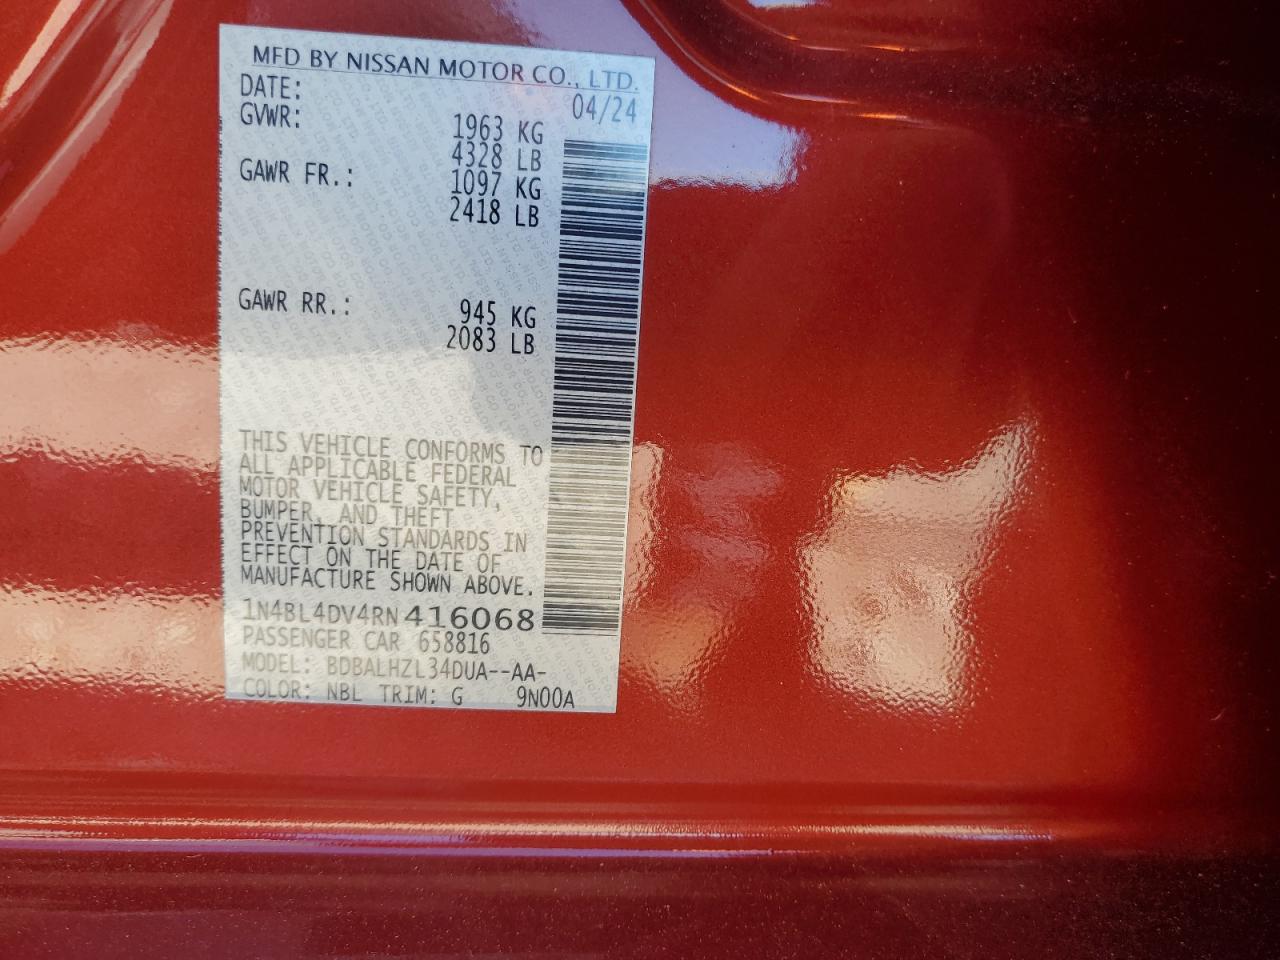 MFD BY NISSAN MOTOR CO., LTD.
DATE: 04/24
GVWR: 1963 KG
4328 LB
GAWR FR.: 1097 KG
2418 LB
GAWR RR.: 945 KG
2083 LB
THIS VEHICLE CONFORMS TO
ALL APPLICABLE FEDERAL
MOTOR VEHICLE SAFETY,
BUMPER, AND THEFT
PREVENTION STANDARDS IN
EFFECT ON THE DATE OF
MANUFACTURE SHOWN ABOVE.
1N4BL4DV4RN416068
PASSENGER CAR 658816
MODEL: BDBALHZL34DUA--AA-
COLOR: NBL TRIM: G 9N00A